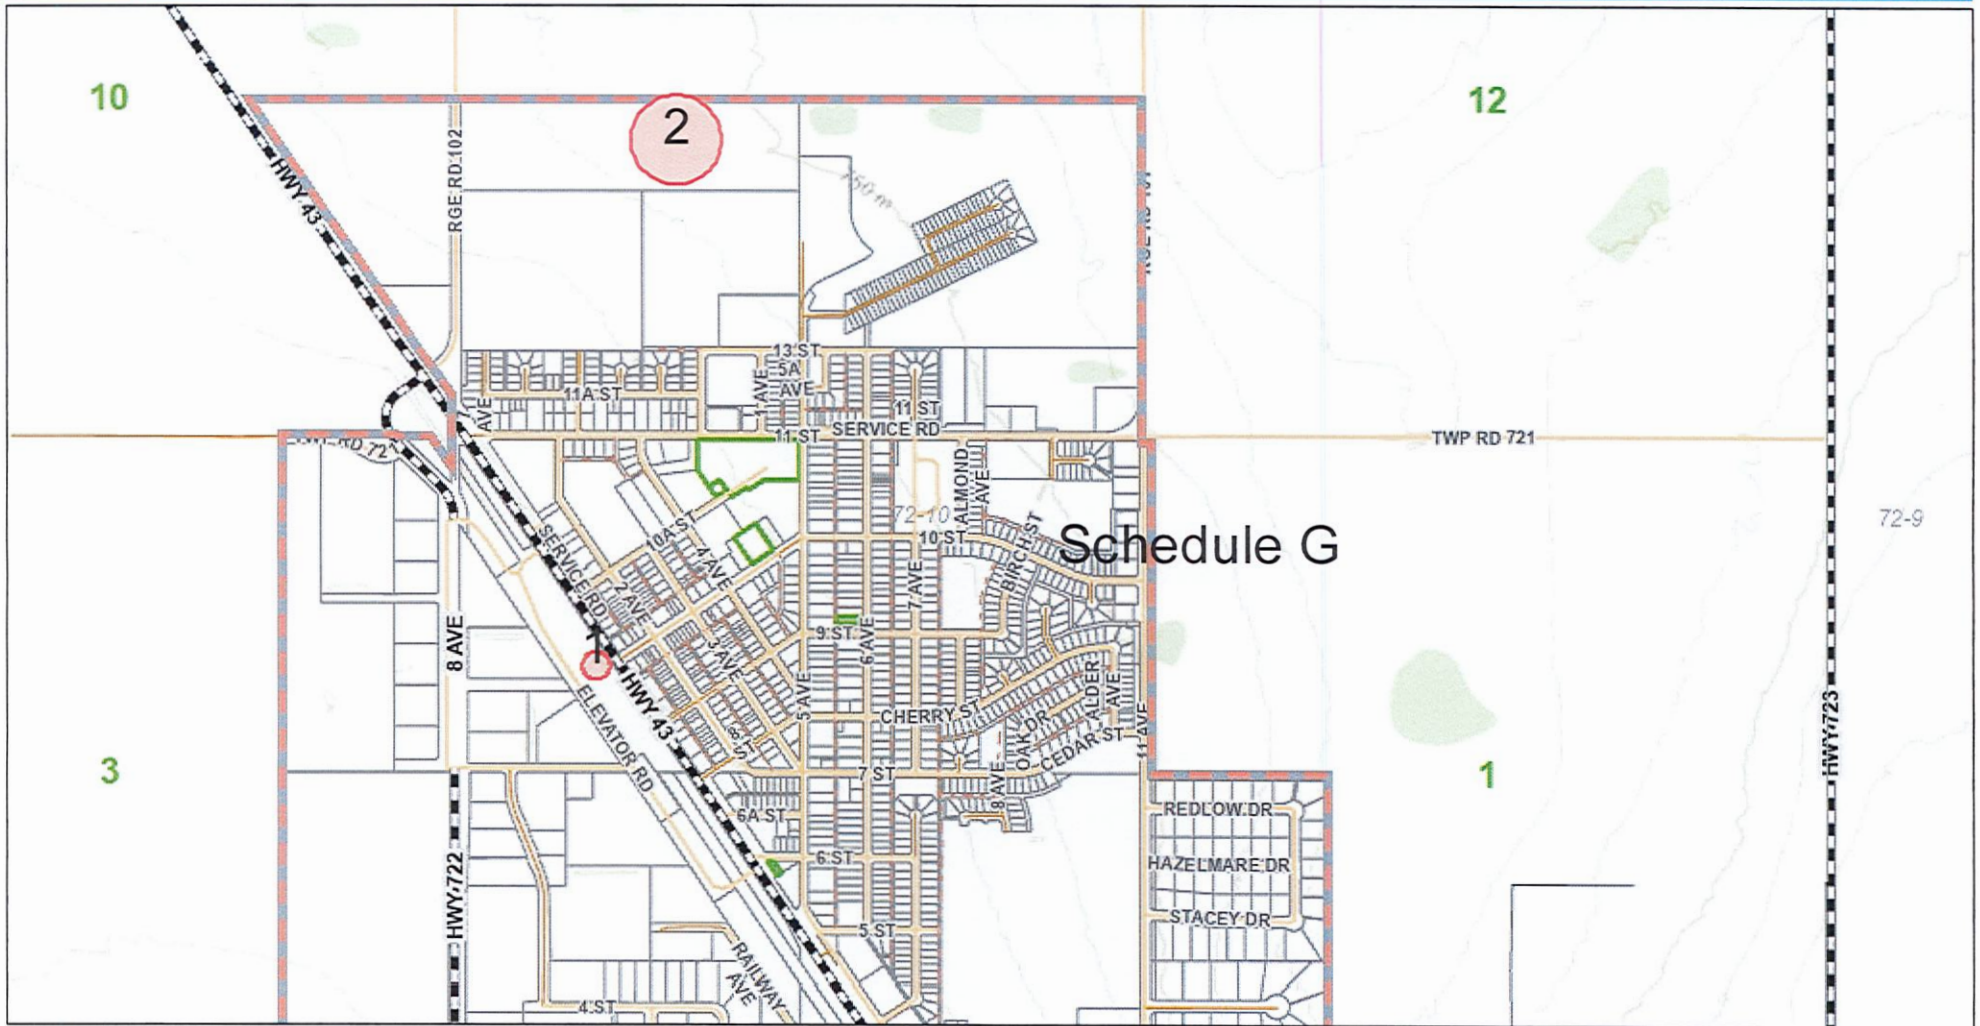 10
12
2
RGE RD 102
HWY 43
750 m
13 ST
5A
AVE
1 AVE
11A ST
AVE
11 ST
11 ST
SERVICE RD
TWP RD 721
ALMOND
AVE
72-10
72-9
10 ST
Schedule G
BIRCH ST
10A ST
4 AVE
SERVICE RD
2 AVE
7 AVE
9 ST
6 AVE
3 AVE
1
8 AVE
HWY 43
ELEVATOR RD
5 AVE
CHERRY ST
ALDER
AVE
OAK DR
CEDAR ST
11 AVE
HWY 723
8 ST
7 ST
8 AVE
3
1
6A ST
REDLOW DR
6 ST
HAZELMARE DR
HWY 722
STACEY DR
5 ST
RAILWAY
AVE
4 ST